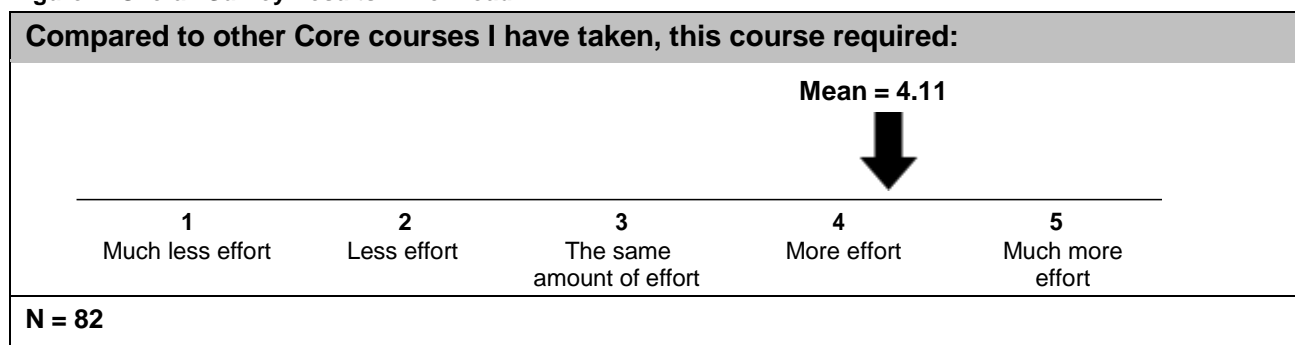 Compared to other Core courses I have taken, this course required:
Mean = 4.11
1 2 3 4 5
Much less effort Less effort The same amount of effort More effort Much more effort
N = 82